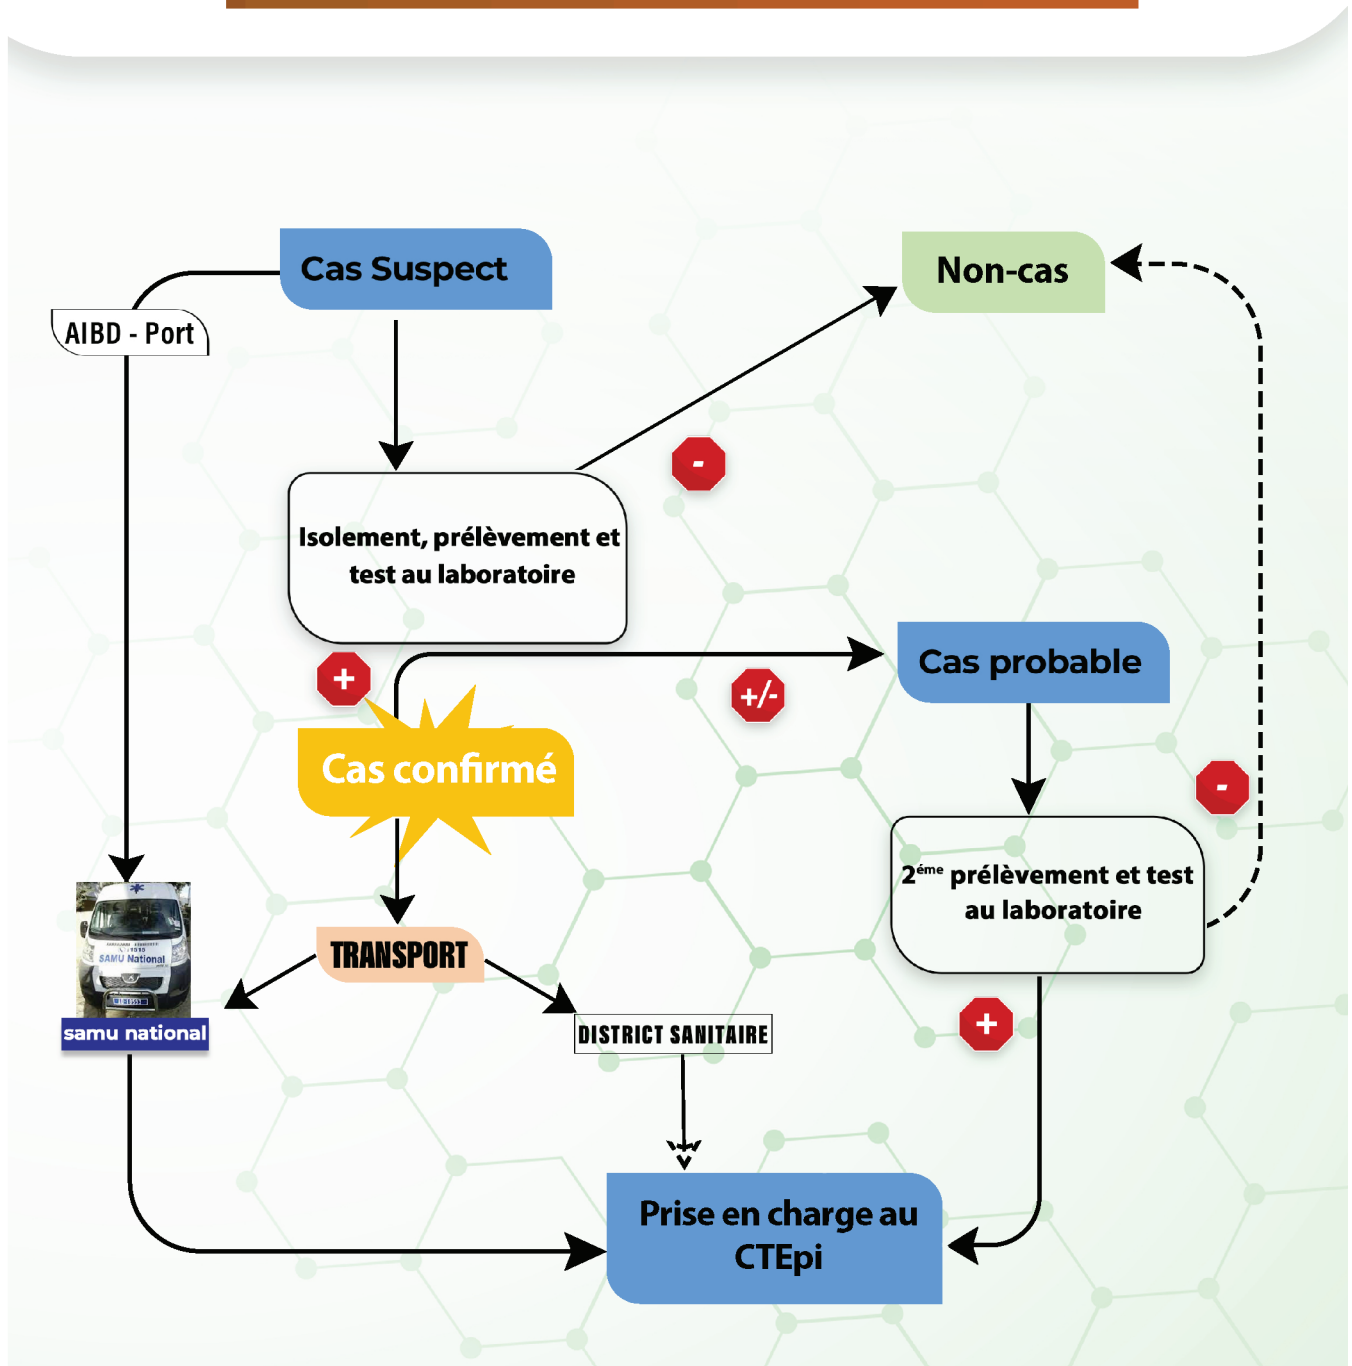 Cas Suspect
Non-cas
AIBD - Port
-
Isolement, prélèvement et
test au laboratoire
+
+/-
Cas probable
Cas confirmé
-
2éme prélèvement et test
au laboratoire
TRANSPORT
SAMU National
samu national
+
DISTRICT SANITAIRE
Prise en charge au
CTEpi